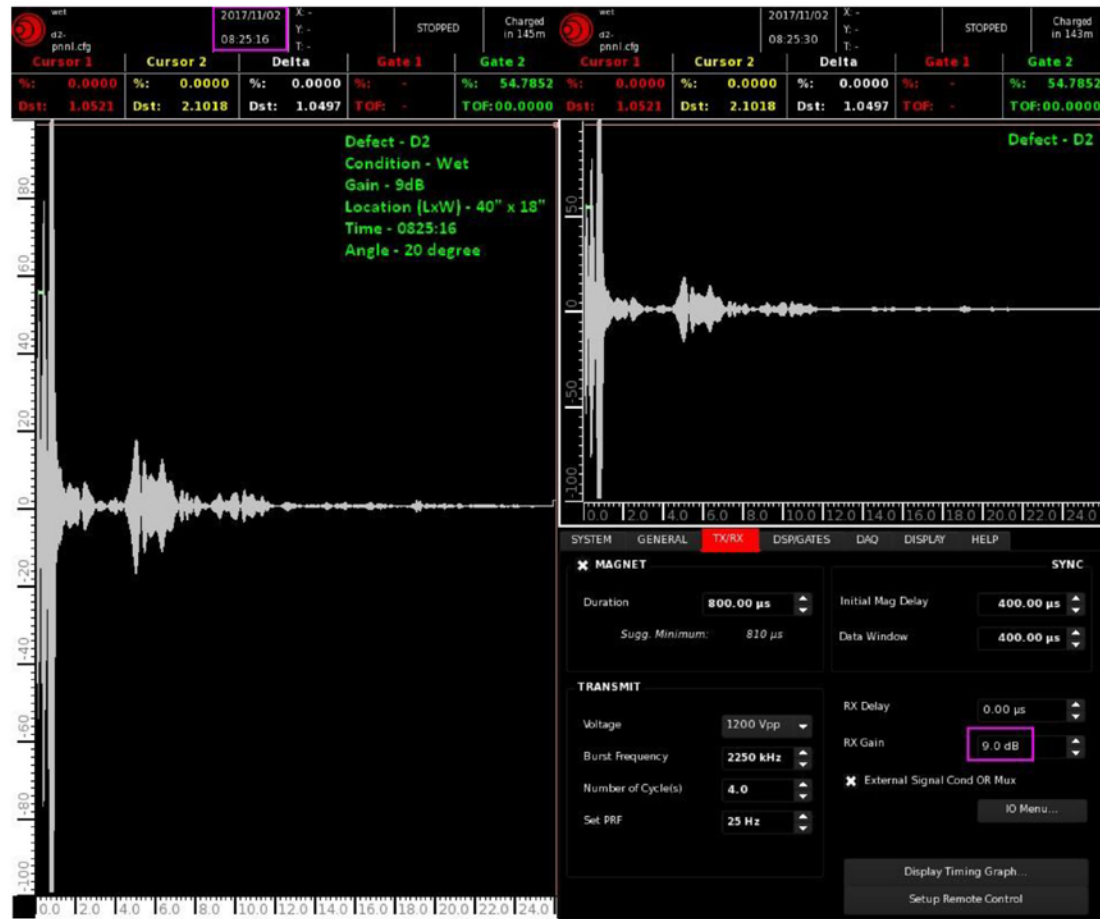 wet
d2-
pnnl.cfg
2017/11/02
08:25:16
X: -
Y: -
T: -
STOPPED
Charged
in 145m
Cursor 1 Cursor 2 Delta Gate 1 Gate 2
%: 0.0000 %: 0.0000 %: 0.0000 %: - %: 54.7852
Dst: 1.0521 Dst: 2.1018 Dst: 1.0497 TOF: - TOF:00.0000
Defect - D2
Condition - Wet
Gain - 9dB
Location (LxW) - 40" x 18"
Time - 0825:16
Angle - 20 degree
80
60
40
20
0
-20
-40
-60
-80
-100
0.0 2.0 4.0 6.0 8.0 10.0 12.0 14.0 16.0 18.0 20.0 22.0 24.0
wet
d2-
pnnl.cfg
2017/11/02
08:25:30
X: -
Y: -
T: -
STOPPED
Charged
in 143m
Cursor 1 Cursor 2 Delta Gate 1 Gate 2
%: 0.0000 %: 0.0000 %: 0.0000 %: - %: 54.7852
Dst: 1.0521 Dst: 2.1018 Dst: 1.0497 TOF: - TOF:00.0000
Defect - D2
50
0
-50
-100
0.0 2.0 4.0 6.0 8.0 10.0 12.0 14.0 16.0 18.0 20.0 22.0 24.0
SYSTEM GENERAL TX/RX DSP/GATES DAQ DISPLAY HELP
MAGNET
Duration 800.00 µs
Sugg. Minimum: 810 µs
SYNC
Initial Mag Delay 400.00 µs
Data Window 400.00 µs
TRANSMIT
Voltage 1200 Vpp
Burst Frequency 2250 kHz
Number of Cycle(s) 4.0
Set PRF 25 Hz
RX Delay 0.00 µs
RX Gain 9.0 dB
External Signal Cond OR Mux
IO Menu...
Display Timing Graph...
Setup Remote Control